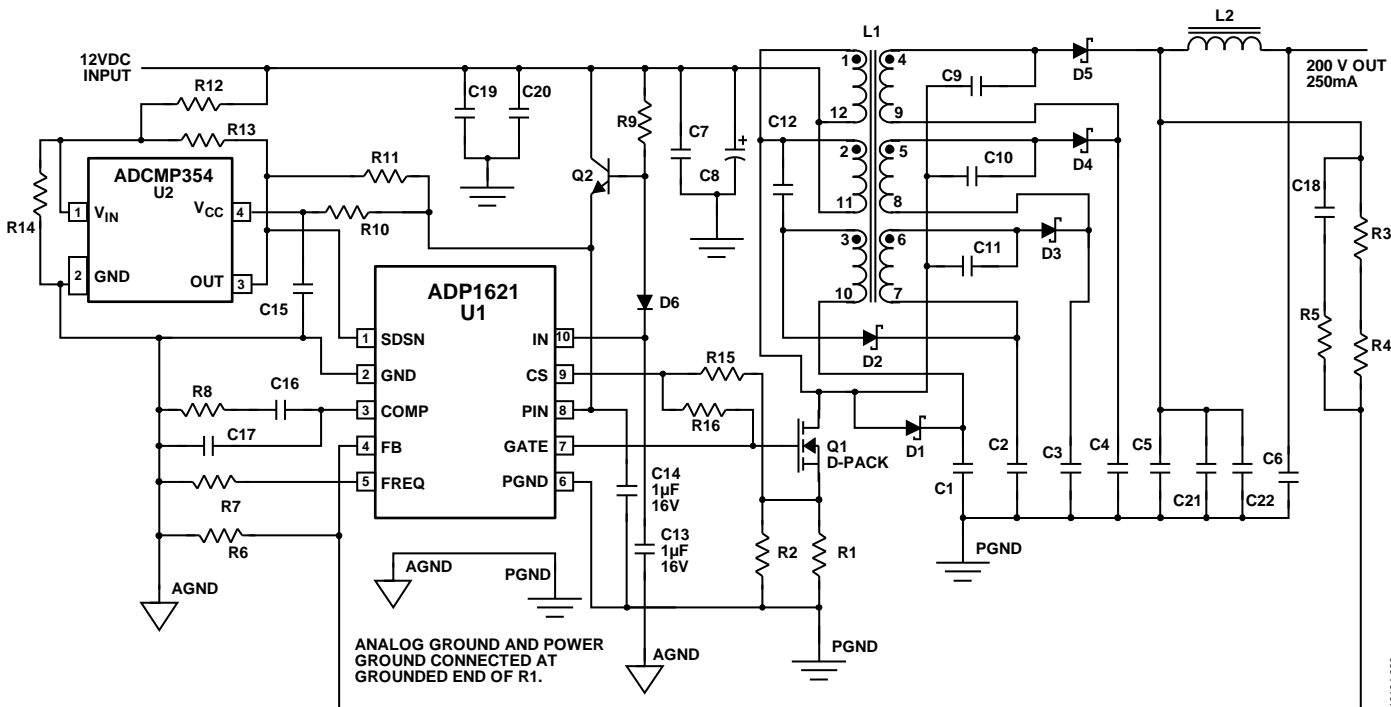 L1
L2
12VDC
INPUT
1
4
D5
200 V OUT
250mA
R12
C19
C20
R9
C7
C8
+
C12
12
9
C9
R13
R11
2
5
D4
C10
ADCMP354
U2
Q2
C18
R3
R14
1
VIN
VCC
4
R10
11
8
3
6
D3
C11
2
GND
OUT
3
C15
ADP1621
U1
D6
10
7
R5
R4
D2
1
SDSN
IN
10
2
GND
CS
9
R15
R8
C16
3
COMP
PIN
8
R16
D1
C17
4
FB
GATE
7
Q1
D-PACK
C1
C2
C3
C4
C5
C21
C22
C6
5
FREQ
PGND
6
C14
1µF
16V
R7
R6
C13
1µF
16V
R2
R1
PGND
AGND
AGND
PGND
ANALOG GROUND AND POWER
GROUND CONNECTED AT
GROUNDED END OF R1.
AGND
PGND